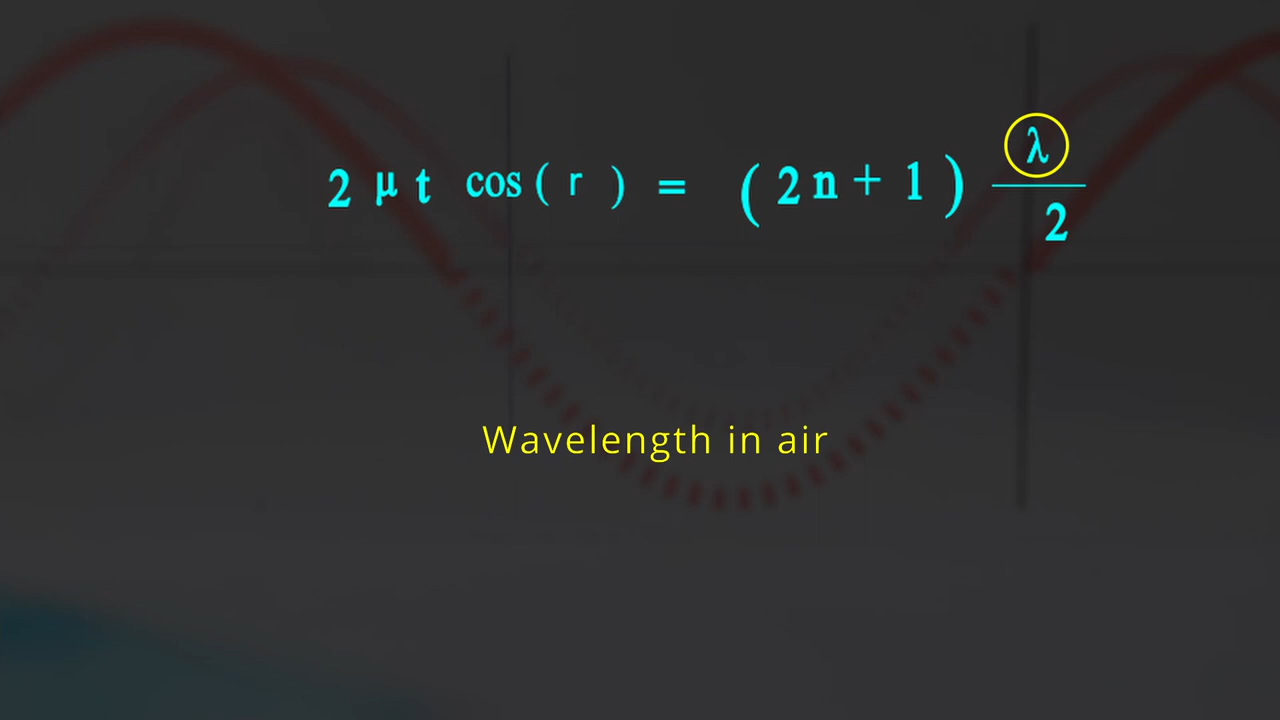 2 μ t cos( r ) = ( 2 n + 1 ) λ / 2
Wavelength in air